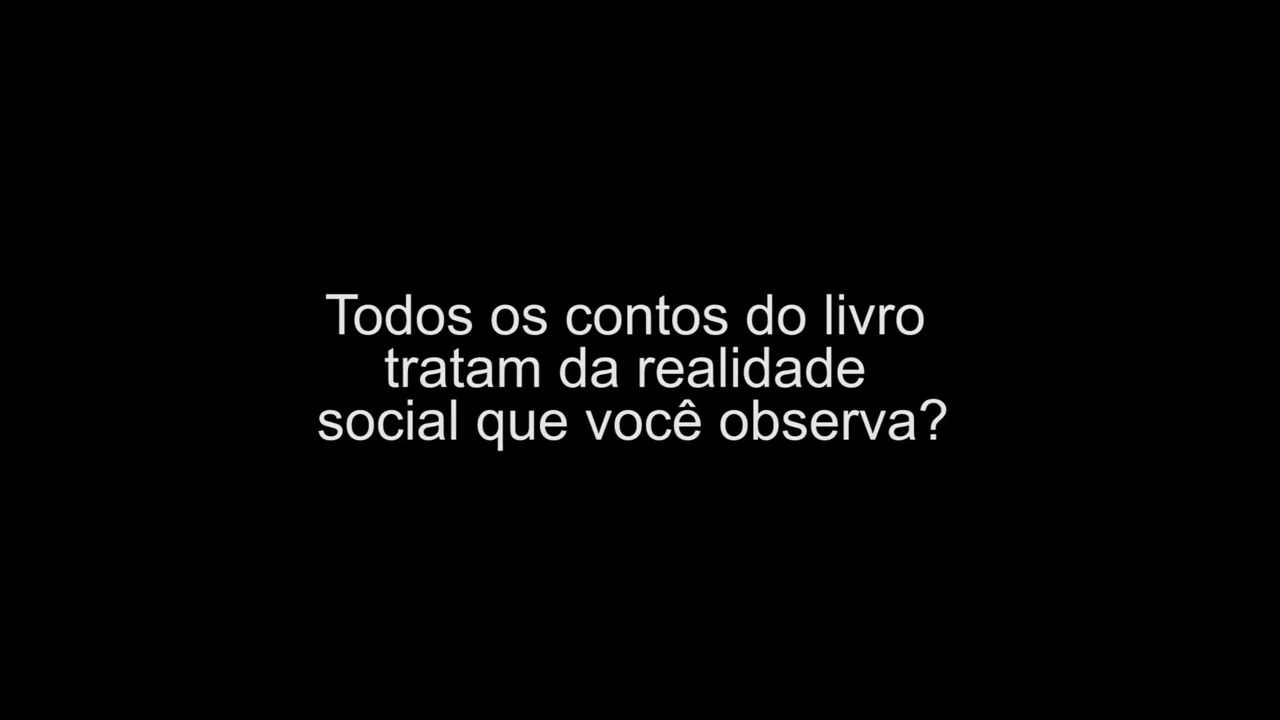 Todos os contos do livro
tratam da realidade
social que você observa?